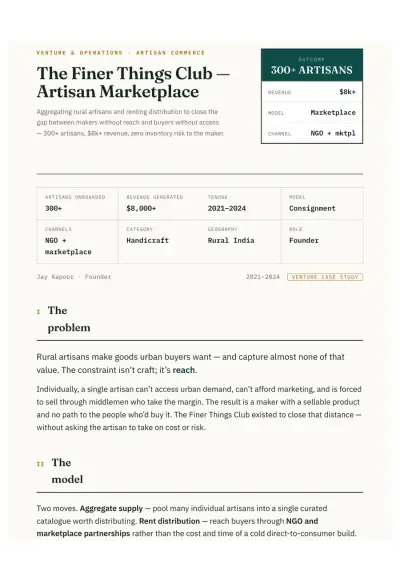 VENTURE & OPERATIONS · ARTISAN COMMERCE
The Finer Things Club —
Artisan Marketplace
Aggregating rural artisans and renting distribution to close the
gap between makers without reach and buyers without access
— 300+ artisans, $8k+ revenue, zero inventory risk to the maker.
OUTCOME
300+ ARTISANS
REVENUE $8k+
MODEL Marketplace
CHANNEL NGO + mktpl
ARTISANS ONBOARDED REVENUE GENERATED TENURE MODEL
300+ $8,000+ 2021–2024 Consignment
CHANNELS CATEGORY GEOGRAPHY ROLE
NGO + Handicraft Rural India Founder
marketplace
Jay Kapoor · Founder 2021–2024 VENTURE CASE STUDY
I The
problem
Rural artisans make goods urban buyers want — and capture almost none of that
value. The constraint isn't craft; it's reach.
Individually, a single artisan can't access urban demand, can't afford marketing, and is forced
to sell through middlemen who take the margin. The result is a maker with a sellable product
and no path to the people who'd buy it. The Finer Things Club existed to close that distance —
without asking the artisan to take on cost or risk.
II The
model
Two moves. Aggregate supply — pool many individual artisans into a single curated
catalogue worth distributing. Rent distribution — reach buyers through NGO and
marketplace partnerships rather than the cost and time of a cold direct-to-consumer build.